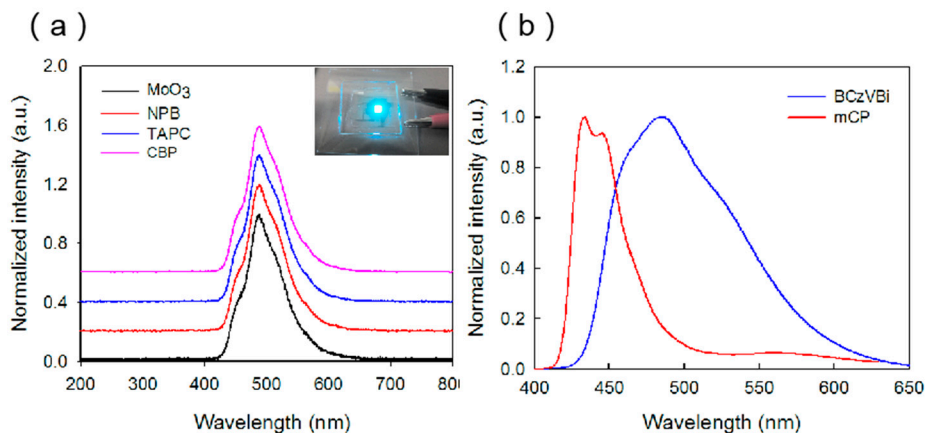 ( a )
( b )
2.0
1.6
1.2
0.8
0.4
0.0
Normalized intensity (a.u.)
MoO3
NPB
TAPC
CBP
200 300 400 500 600 700 800
Wavelength (nm)
1.2
1.0
0.8
0.6
0.4
0.2
0.0
Normalized intensity (a.u.)
BCzVBi
mCP
400 450 500 550 600 650
Wavelength (nm)